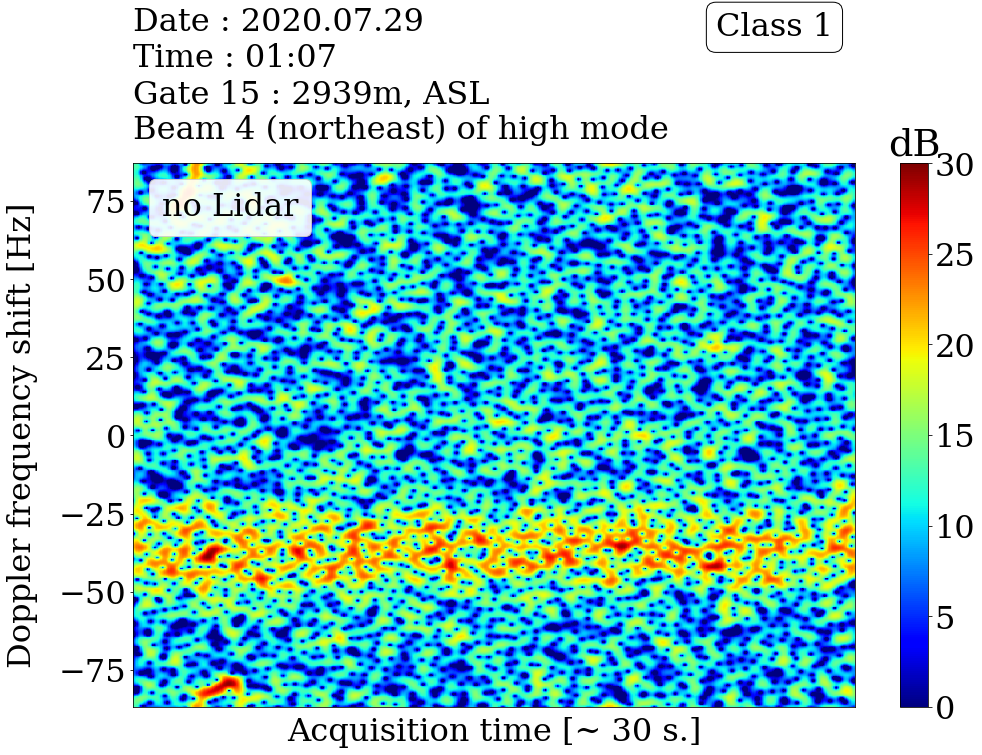 Date : 2020.07.29
Time : 01:07
Gate 15 : 2939m, ASL
Beam 4 (northeast) of high mode
Class 1
dB
no Lidar
Doppler frequency shift [Hz]
75
50
25
0
−25
−50
−75
30
25
20
15
10
5
0
Acquisition time [~ 30 s.]